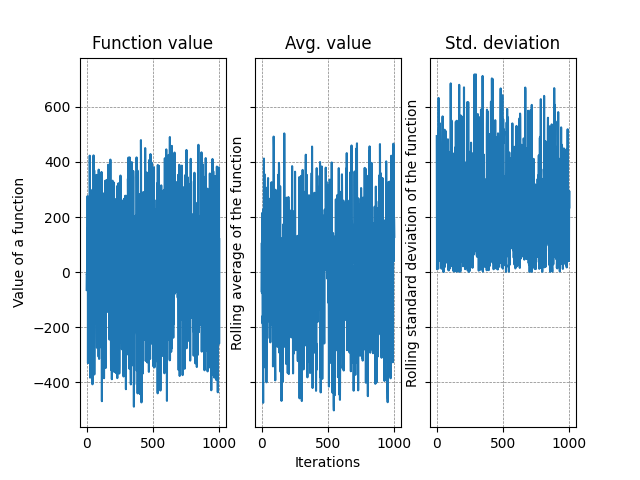 Function value
Avg. value
Std. deviation
Value of a function
600
400
200
0
−200
−400
0 500 1000
Rolling average of the function
0 500 1000
Iterations
Rolling standard deviation of the function
0 500 1000